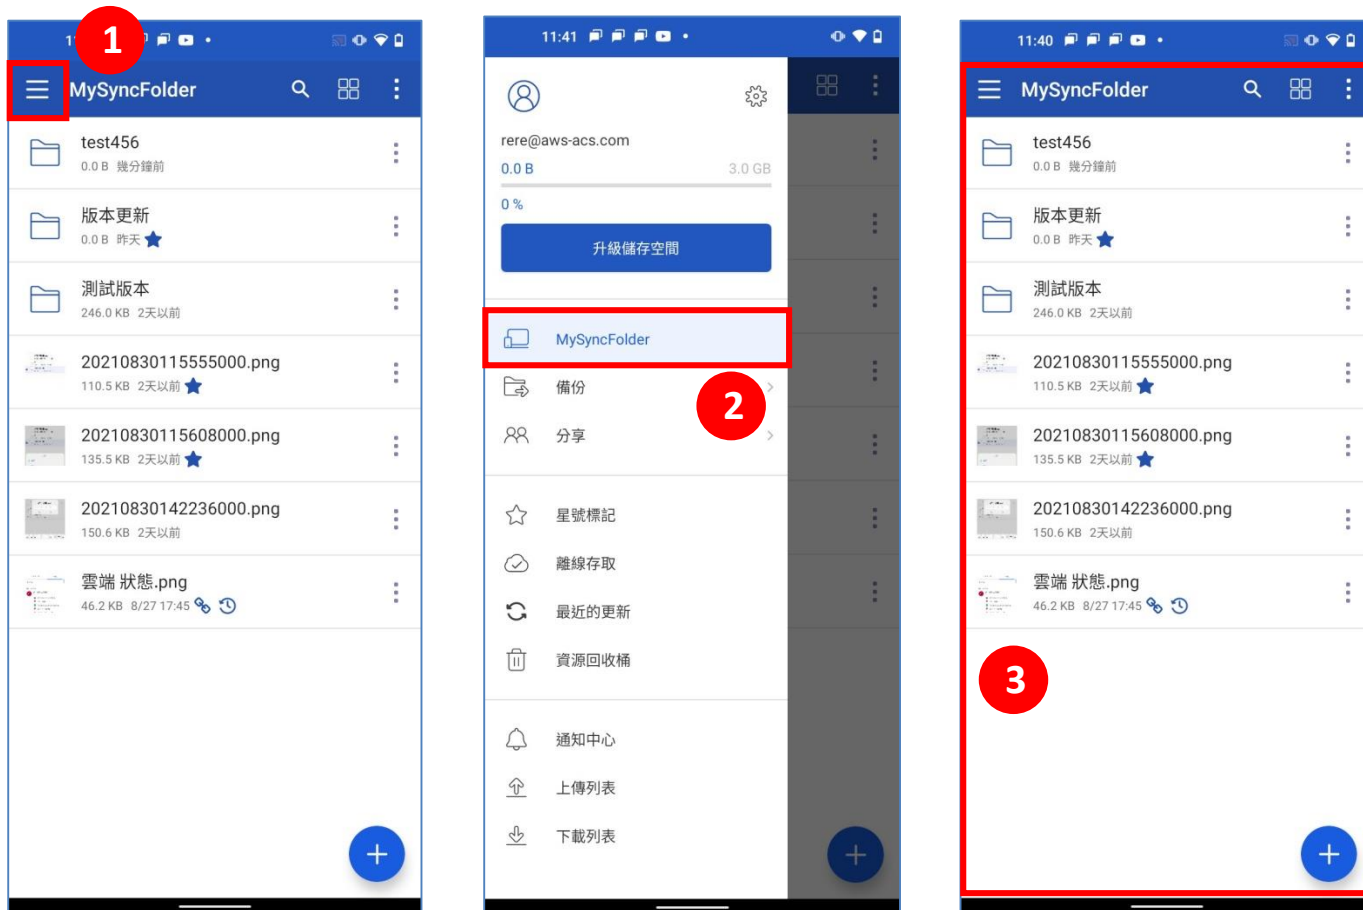 1
MySyncFolder
test456
0.0 B 幾分鐘前
版本更新
0.0 B 昨天
測試版本
246.0 KB 2天以前
20210830115555000.png
110.5 KB 2天以前
20210830115608000.png
135.5 KB 2天以前
20210830142236000.png
150.6 KB 2天以前
雲端 狀態.png
46.2 KB 8/27 17:45
11:41
rere@aws-acs.com
0.0 B 3.0 GB
0 %
升級儲存空間
MySyncFolder
備份
2
分享
星號標記
離線存取
最近的更新
資源回收桶
通知中心
上傳列表
下載列表
11:40
MySyncFolder
test456
0.0 B 幾分鐘前
版本更新
0.0 B 昨天
測試版本
246.0 KB 2天以前
20210830115555000.png
110.5 KB 2天以前
20210830115608000.png
135.5 KB 2天以前
20210830142236000.png
150.6 KB 2天以前
雲端 狀態.png
46.2 KB 8/27 17:45
3